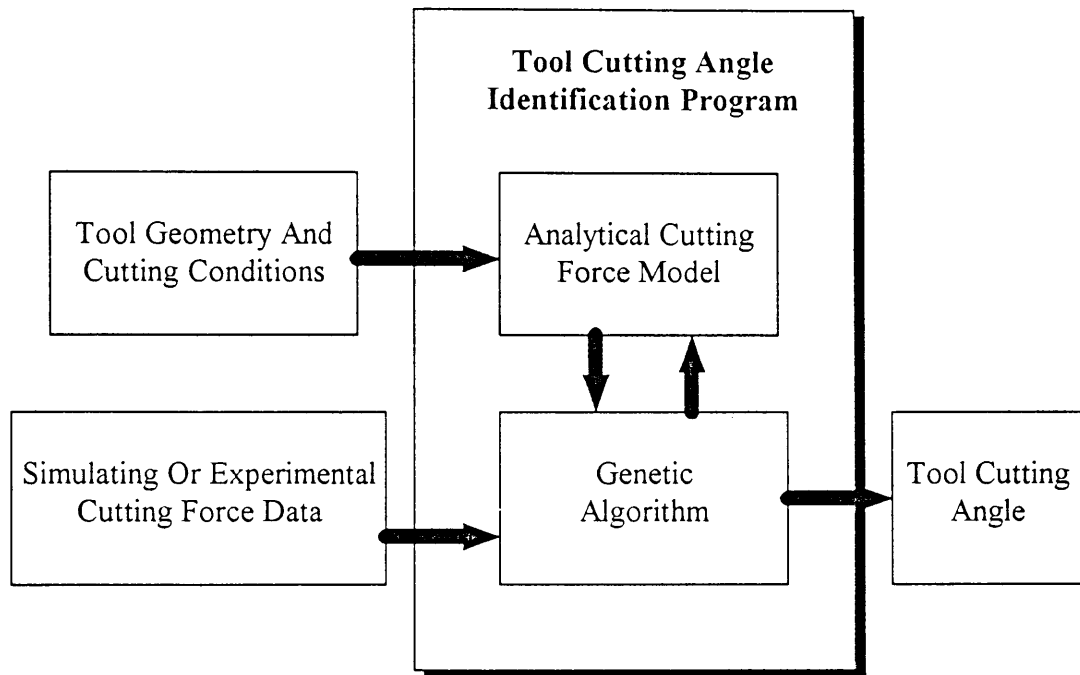 Tool Cutting Angle
Identification Program
Tool Geometry And
Cutting Conditions
Analytical Cutting
Force Model
Simulating Or Experimental
Cutting Force Data
Genetic
Algorithm
Tool Cutting
Angle